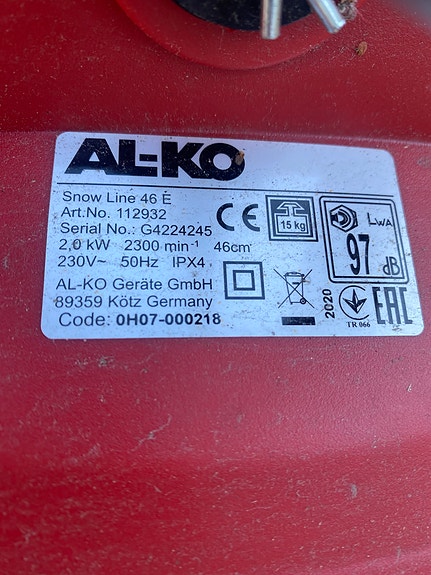 AL-KO
Snow Line 46 E
Art.No. 112932
Serial No.: G4224245
2,0 kW 2300 min⁻¹ 46cm
230V~ 50Hz IPX4
AL-KO Geräte GmbH
89359 Kötz Germany
Code: 0H07-000218
CE
15 kg
LWA
97
dB
2020
TR 066
EAC